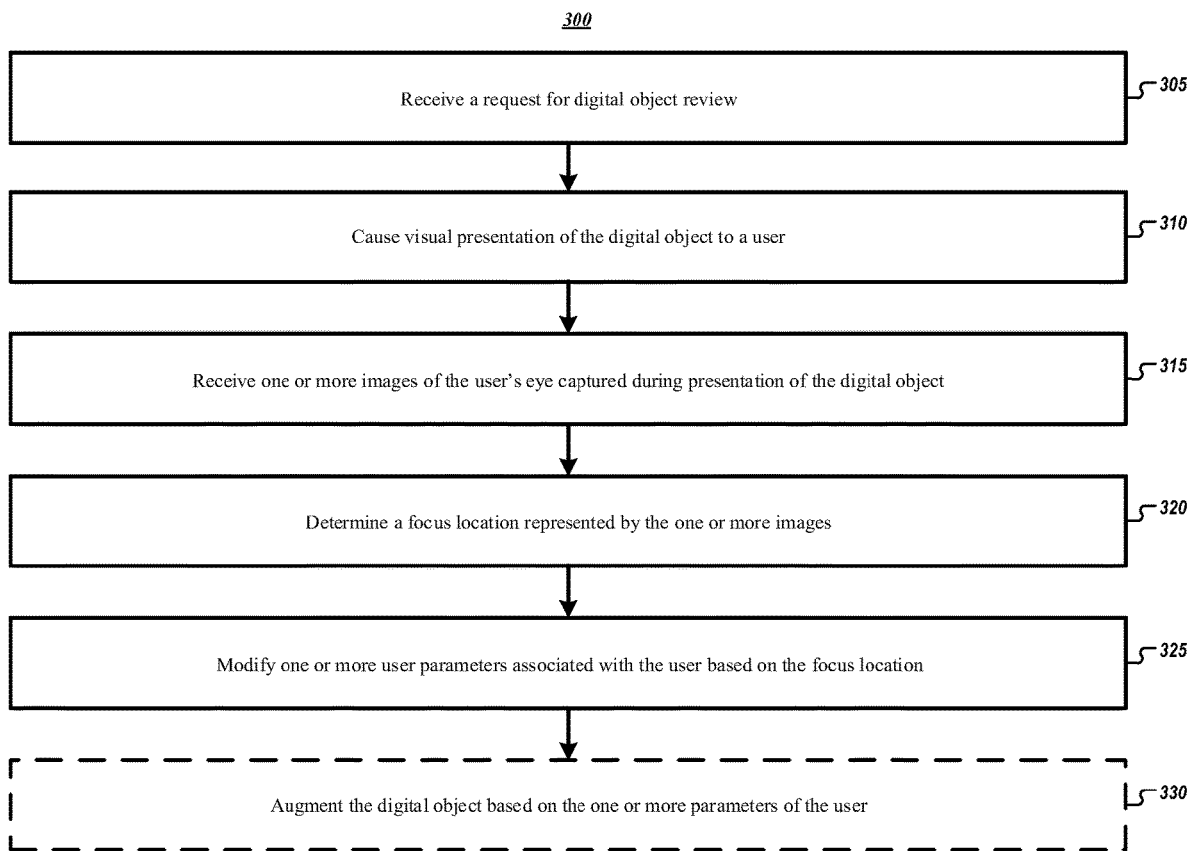 300
Receive a request for digital object review
305
Cause visual presentation of the digital object to a user
310
Receive one or more images of the user's eye captured during presentation of the digital object
315
Determine a focus location represented by the one or more images
320
Modify one or more user parameters associated with the user based on the focus location
325
Augment the digital object based on the one or more parameters of the user
330